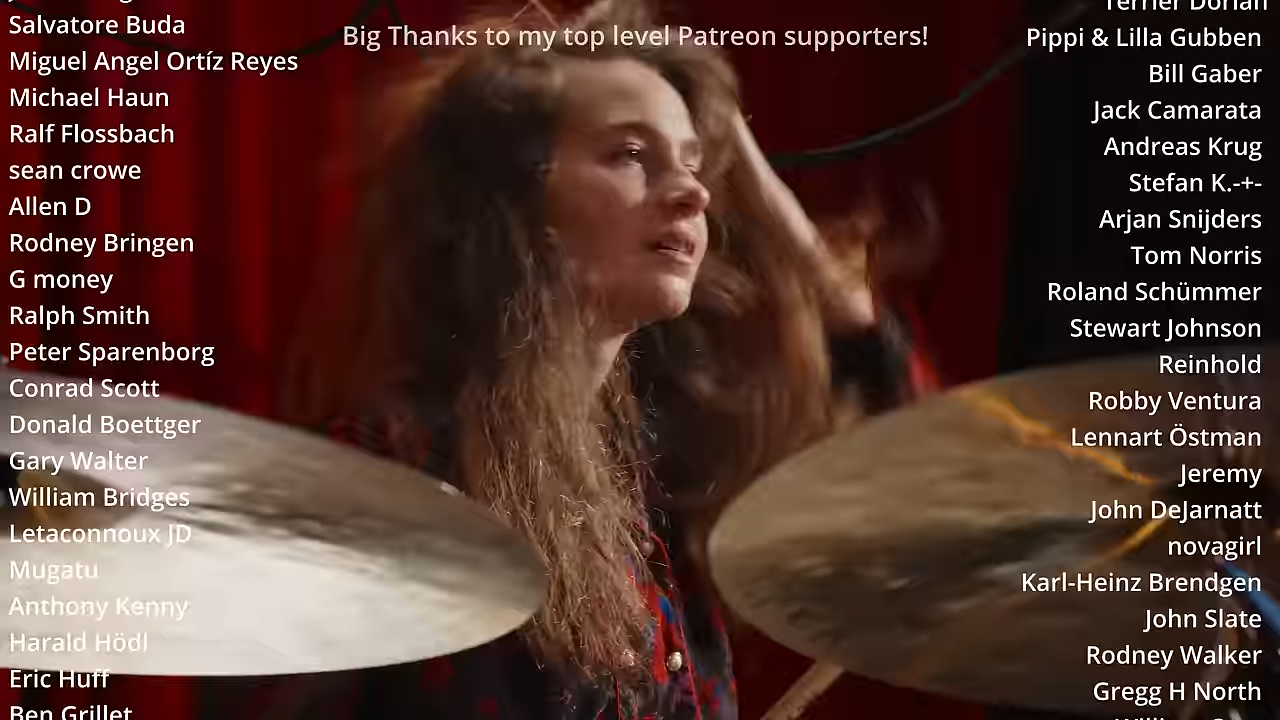 Big Thanks to my top level Patreon supporters!
Salvatore Buda
Miguel Angel Ortíz Reyes
Michael Haun
Ralf Flossbach
sean crowe
Allen D
Rodney Bringen
G money
Ralph Smith
Peter Sparenborg
Conrad Scott
Donald Boettger
Gary Walter
William Bridges
Letaconnoux JD
Mugatu
Anthony Kenny
Harald Hödl
Eric Huff
Ben Grillet
Terrier Dorian
Pippi & Lilla Gubben
Bill Gaber
Jack Camarata
Andreas Krug
Stefan K.-+-
Arjan Snijders
Tom Norris
Roland Schümmer
Stewart Johnson
Reinhold
Robby Ventura
Lennart Östman
Jeremy
John DeJarnatt
novagirl
Karl-Heinz Brendgen
John Slate
Rodney Walker
Gregg H North